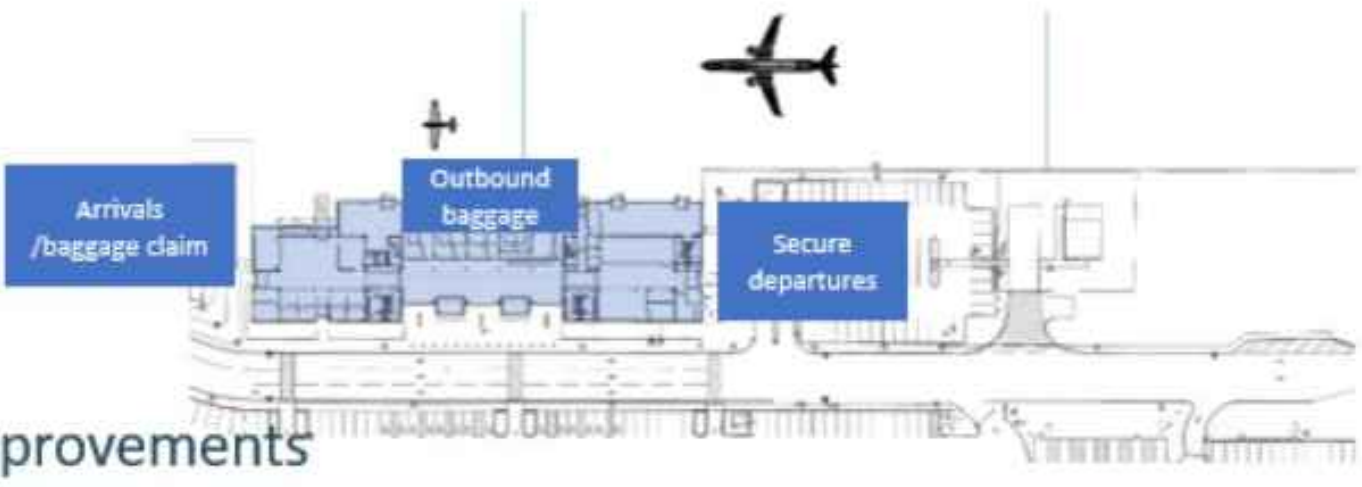 Arrivals
/baggage claim
Outbound
baggage
Secure
departures
provements